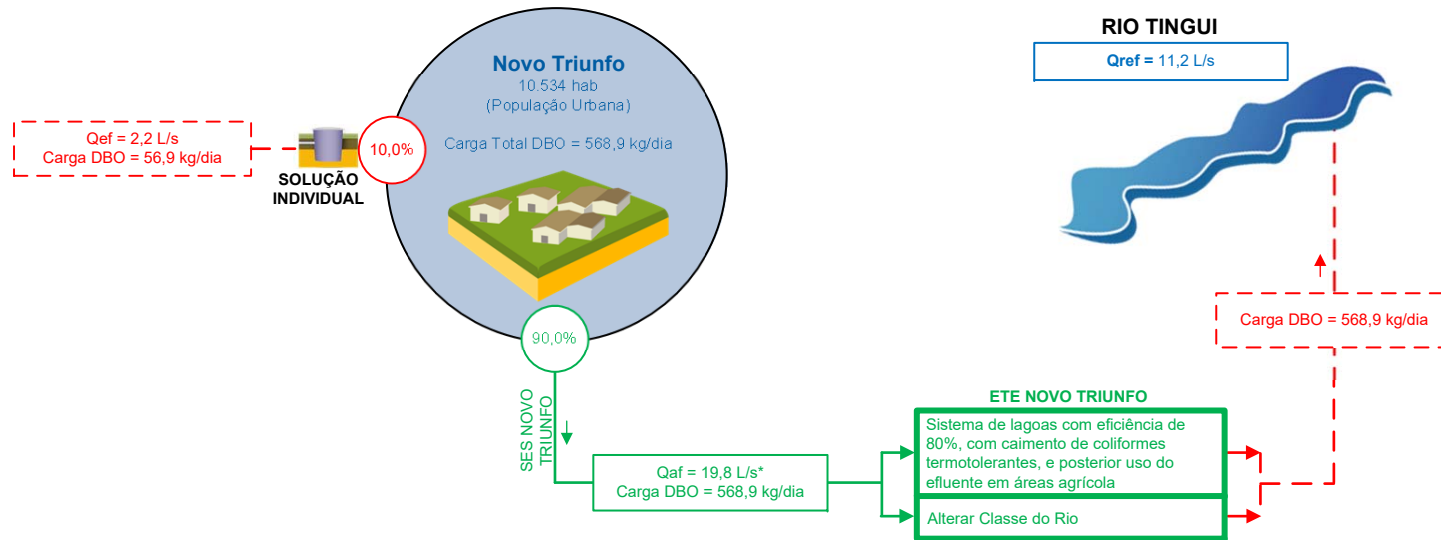 RIO TINGUI
Qref = 11,2 L/s
Novo Triunfo
10.534 hab
(População Urbana)
Carga Total DBO = 568,9 kg/dia
Qef = 2,2 L/s
Carga DBO = 56,9 kg/dia
SOLUÇÃO
INDIVIDUAL
10,0%
90,0%
SES NOVO
TRIUNFO
Qaf = 19,8 L/s*
Carga DBO = 568,9 kg/dia
ETE NOVO TRIUNFO
Sistema de lagoas com eficiência de
80%, com caimento de coliformes
termotolerantes, e posterior uso do
efluente em áreas agrícola
Alterar Classe do Rio
Carga DBO = 568,9 kg/dia